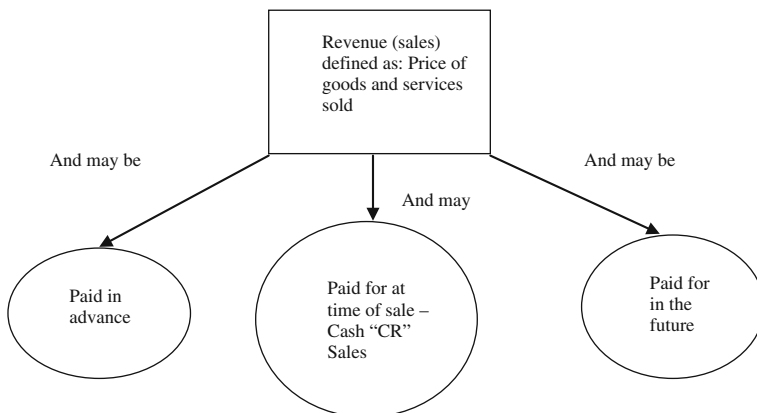 Revenue (sales)
defined as: Price of
goods and services
sold
And may be
And may
And may be
Paid in
advance
Paid for at
time of sale –
Cash “CR”
Sales
Paid for
in the
future